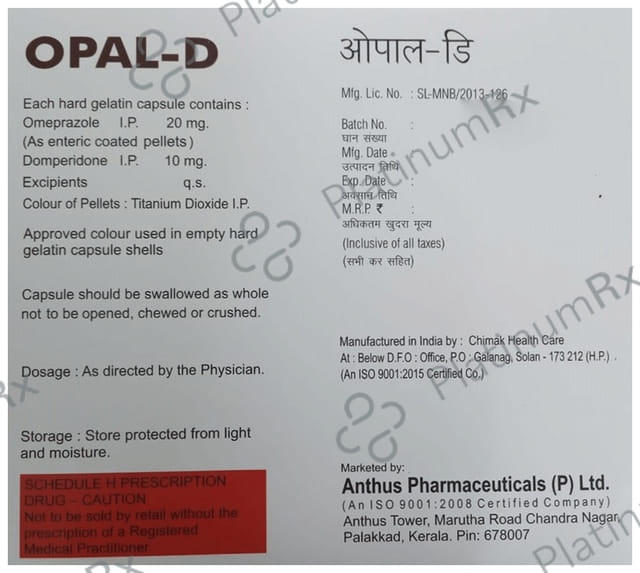 OPAL-D
Each hard gelatin capsule contains :
Omeprazole I.P. 20 mg.
(As enteric coated pellets)
Domperidone I.P. 10 mg.
Excipients q.s.
Colour of Pellets : Titanium Dioxide I.P.
Approved colour used in empty hard
gelatin capsule shells
Capsule should be swallowed as whole
not to be opened, chewed or crushed.
Dosage : As directed by the Physician.
Storage : Store protected from light
and moisture.
SCHEDULE H PRESCRIPTION
DRUG – CAUTION
Not to be sold by retail without the
prescription of a Registered
Medical Practitioner
ओपाल-डि
Mfg. Lic. No. : SL-MNB/2013-126
Batch No. :
घान संख्या
Mfg. Date :
उत्पादन तिथि
Exp. Date :
अवसान तिथि
M.R.P. ₹ :
अधिकतम खुदरा मूल्य
(Inclusive of all taxes)
(सभी कर सहित)
Manufactured in India by : Chimak Health Care
At : Below D.F.O : Office, P.O : Galanag, Solan - 173 212 (H.P.) .
(An ISO 9001:2015 Certified Co.)
Marketed by:
Anthus Pharmaceuticals (P) Ltd.
(An ISO 9001:2008 Certified Company)
Anthus Tower, Marutha Road Chandra Nagar,
Palakkad, Kerala. Pin: 678007
PlatinumRx
PlatinumRx
PlatinumRx
PlatinumRx
Rx